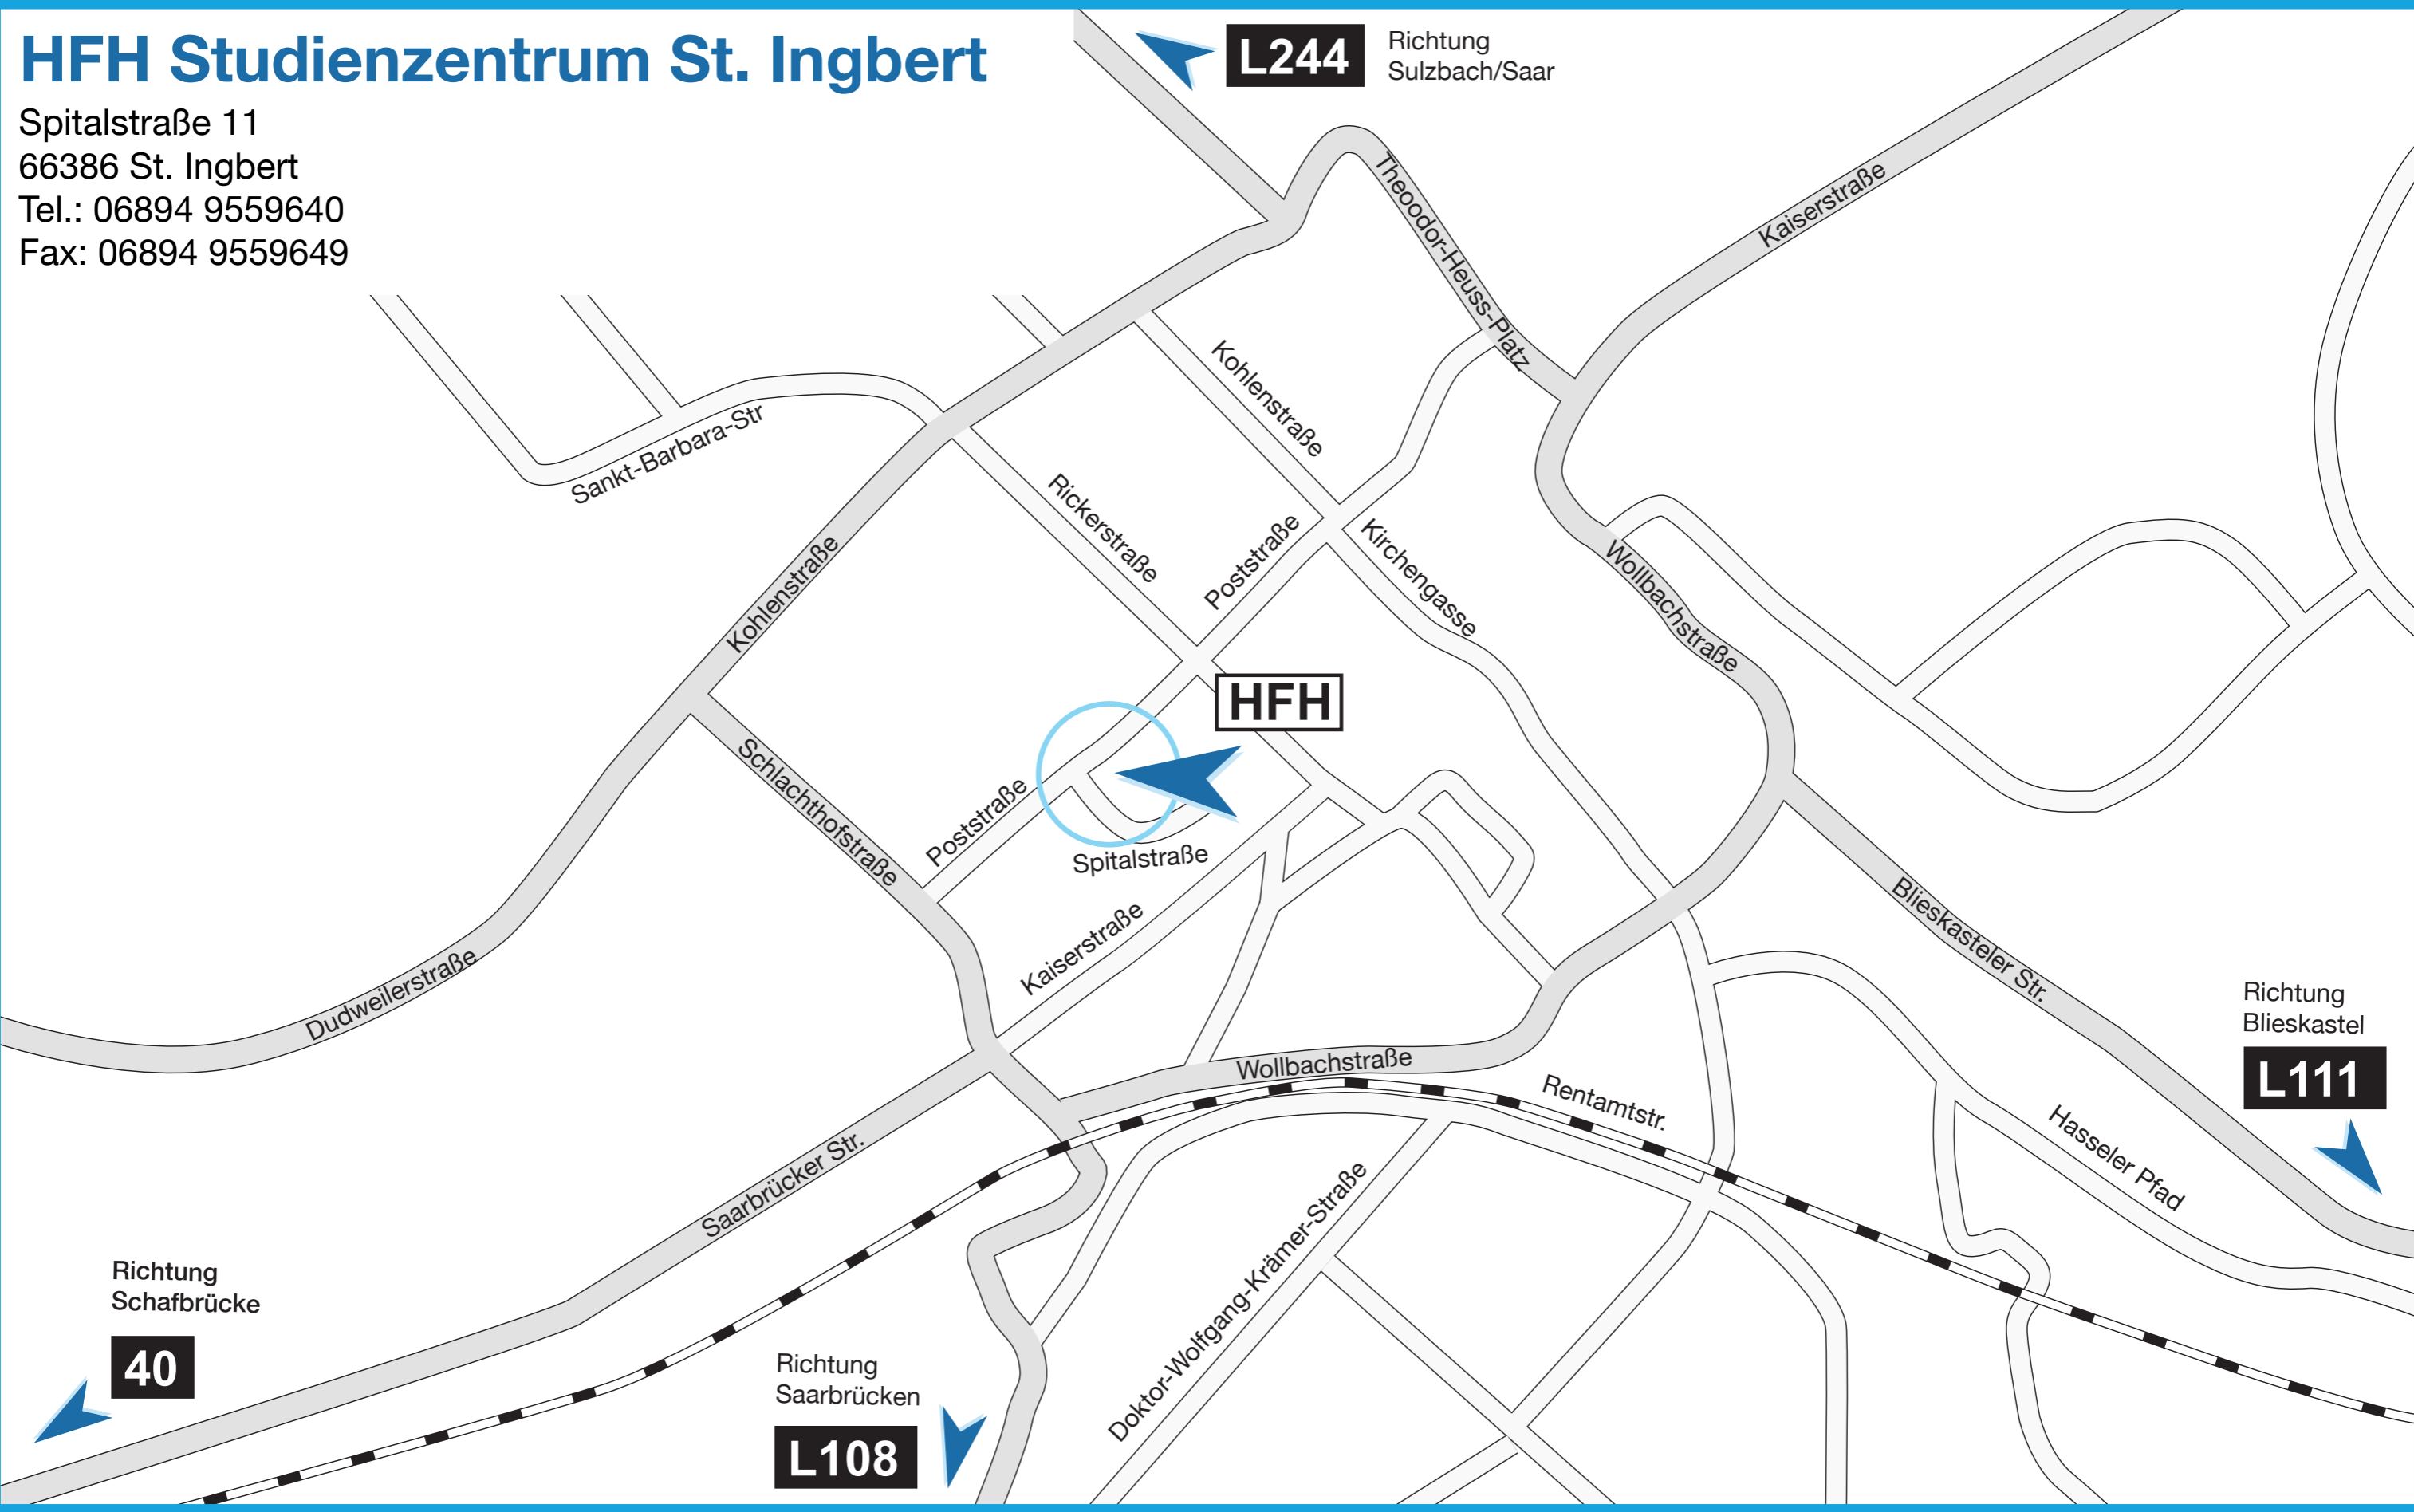 HFH Studienzentrum St. Ingbert
Spitalstraße 11
66386 St. Ingbert
Tel.: 06894 9559640
Fax: 06894 9559649
L244
Richtung
Sulzbach/Saar
Theoodor-Heuss-Platz
Kaiserstraße
Kohlenstraße
Sankt-Barbara-Str
Rickerstraße
Poststraße
Kirchengasse
Kohlenstraße
Wollbachstraße
HFH
Schlachthofstraße
Poststraße
Spitalstraße
Kaiserstraße
Blieskasteler Str.
Dudweilerstraße
Richtung
Blieskastel
L111
Wollbachstraße
Rentamtstr.
Hasseler Pfad
Saarbrücker Str.
Doktor-Wolfgang-Krämer-Straße
Richtung
Schafbrücke
40
Richtung
Saarbrücken
L108